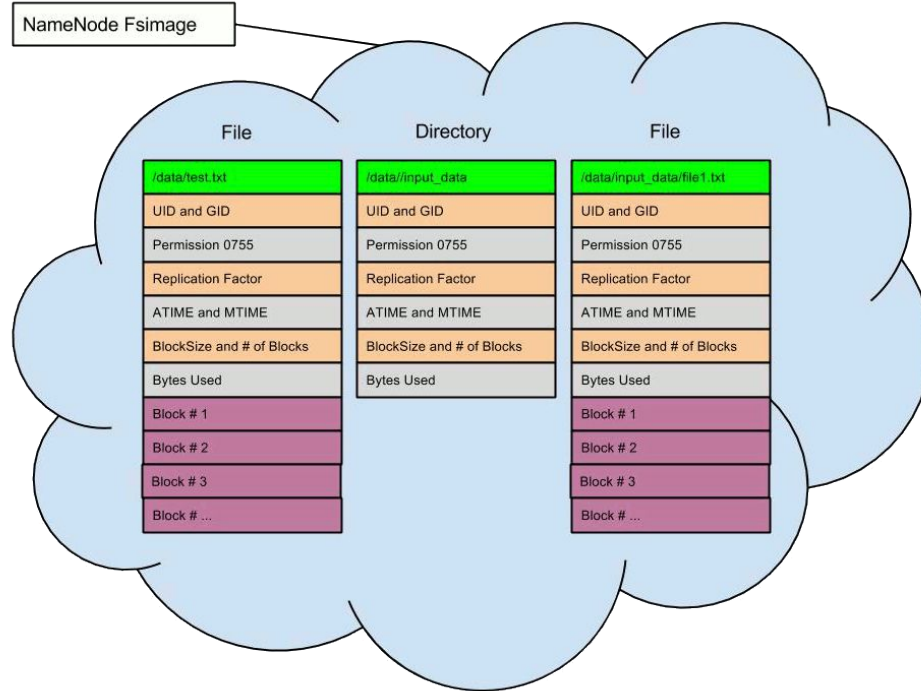 NameNode Fsimage
File
Directory
File
/data/test.txt
UID and GID
Permission 0755
Replication Factor
ATIME and MTIME
BlockSize and # of Blocks
Bytes Used
Block # 1
Block # 2
Block # 3
Block # ...
/data//input_data
UID and GID
Permission 0755
Replication Factor
ATIME and MTIME
BlockSize and # of Blocks
Bytes Used
/data/input_data/file1.txt
UID and GID
Permission 0755
Replication Factor
ATIME and MTIME
BlockSize and # of Blocks
Bytes Used
Block # 1
Block # 2
Block # 3
Block # ...